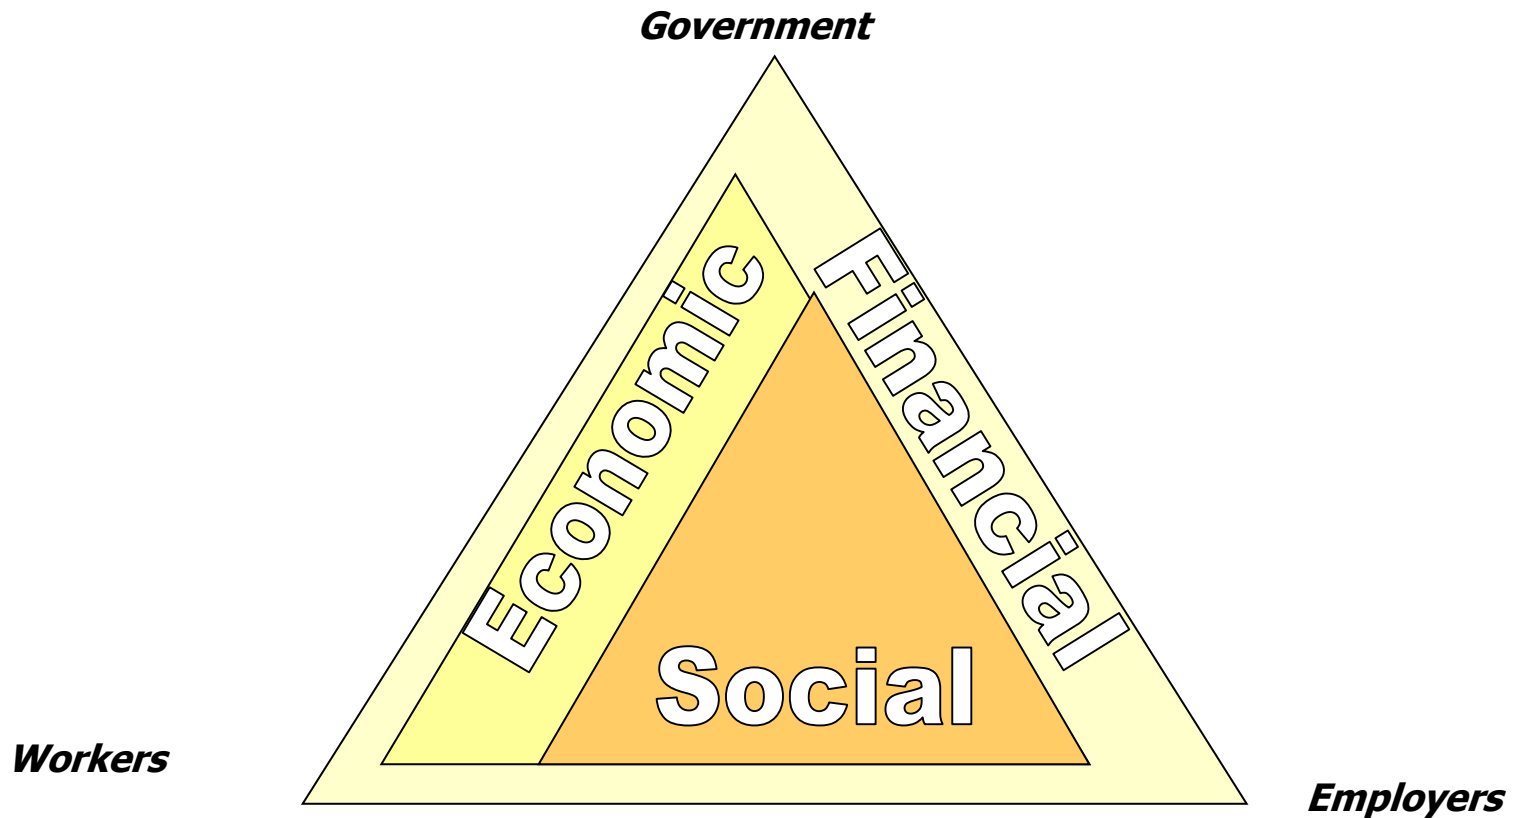 Government
Economic
Financial
Social
Workers
Employers